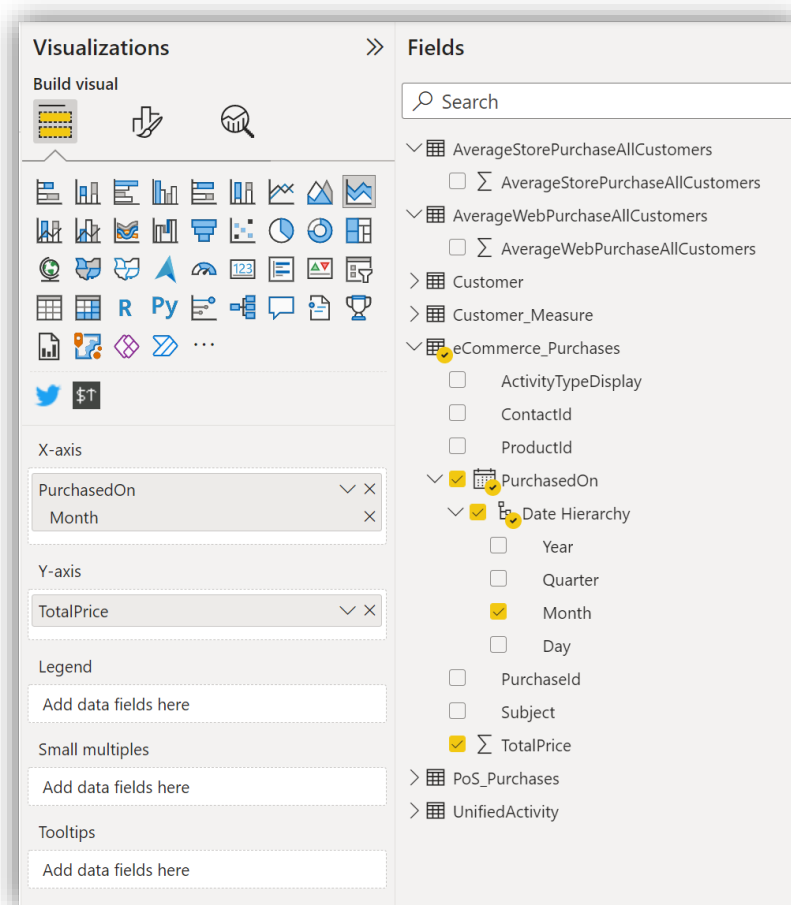 Visualizations
Build visual
123
R
Py
$↑
X-axis
PurchasedOn
Month
Y-axis
TotalPrice
Legend
Add data fields here
Small multiples
Add data fields here
Tooltips
Add data fields here
Fields
Search
AverageStorePurchaseAllCustomers
∑ AverageStorePurchaseAllCustomers
AverageWebPurchaseAllCustomers
∑ AverageWebPurchaseAllCustomers
Customer
Customer_Measure
eCommerce_Purchases
ActivityTypeDisplay
ContactId
ProductId
PurchasedOn
Date Hierarchy
Year
Quarter
Month
Day
PurchaseId
Subject
∑ TotalPrice
PoS_Purchases
UnifiedActivity